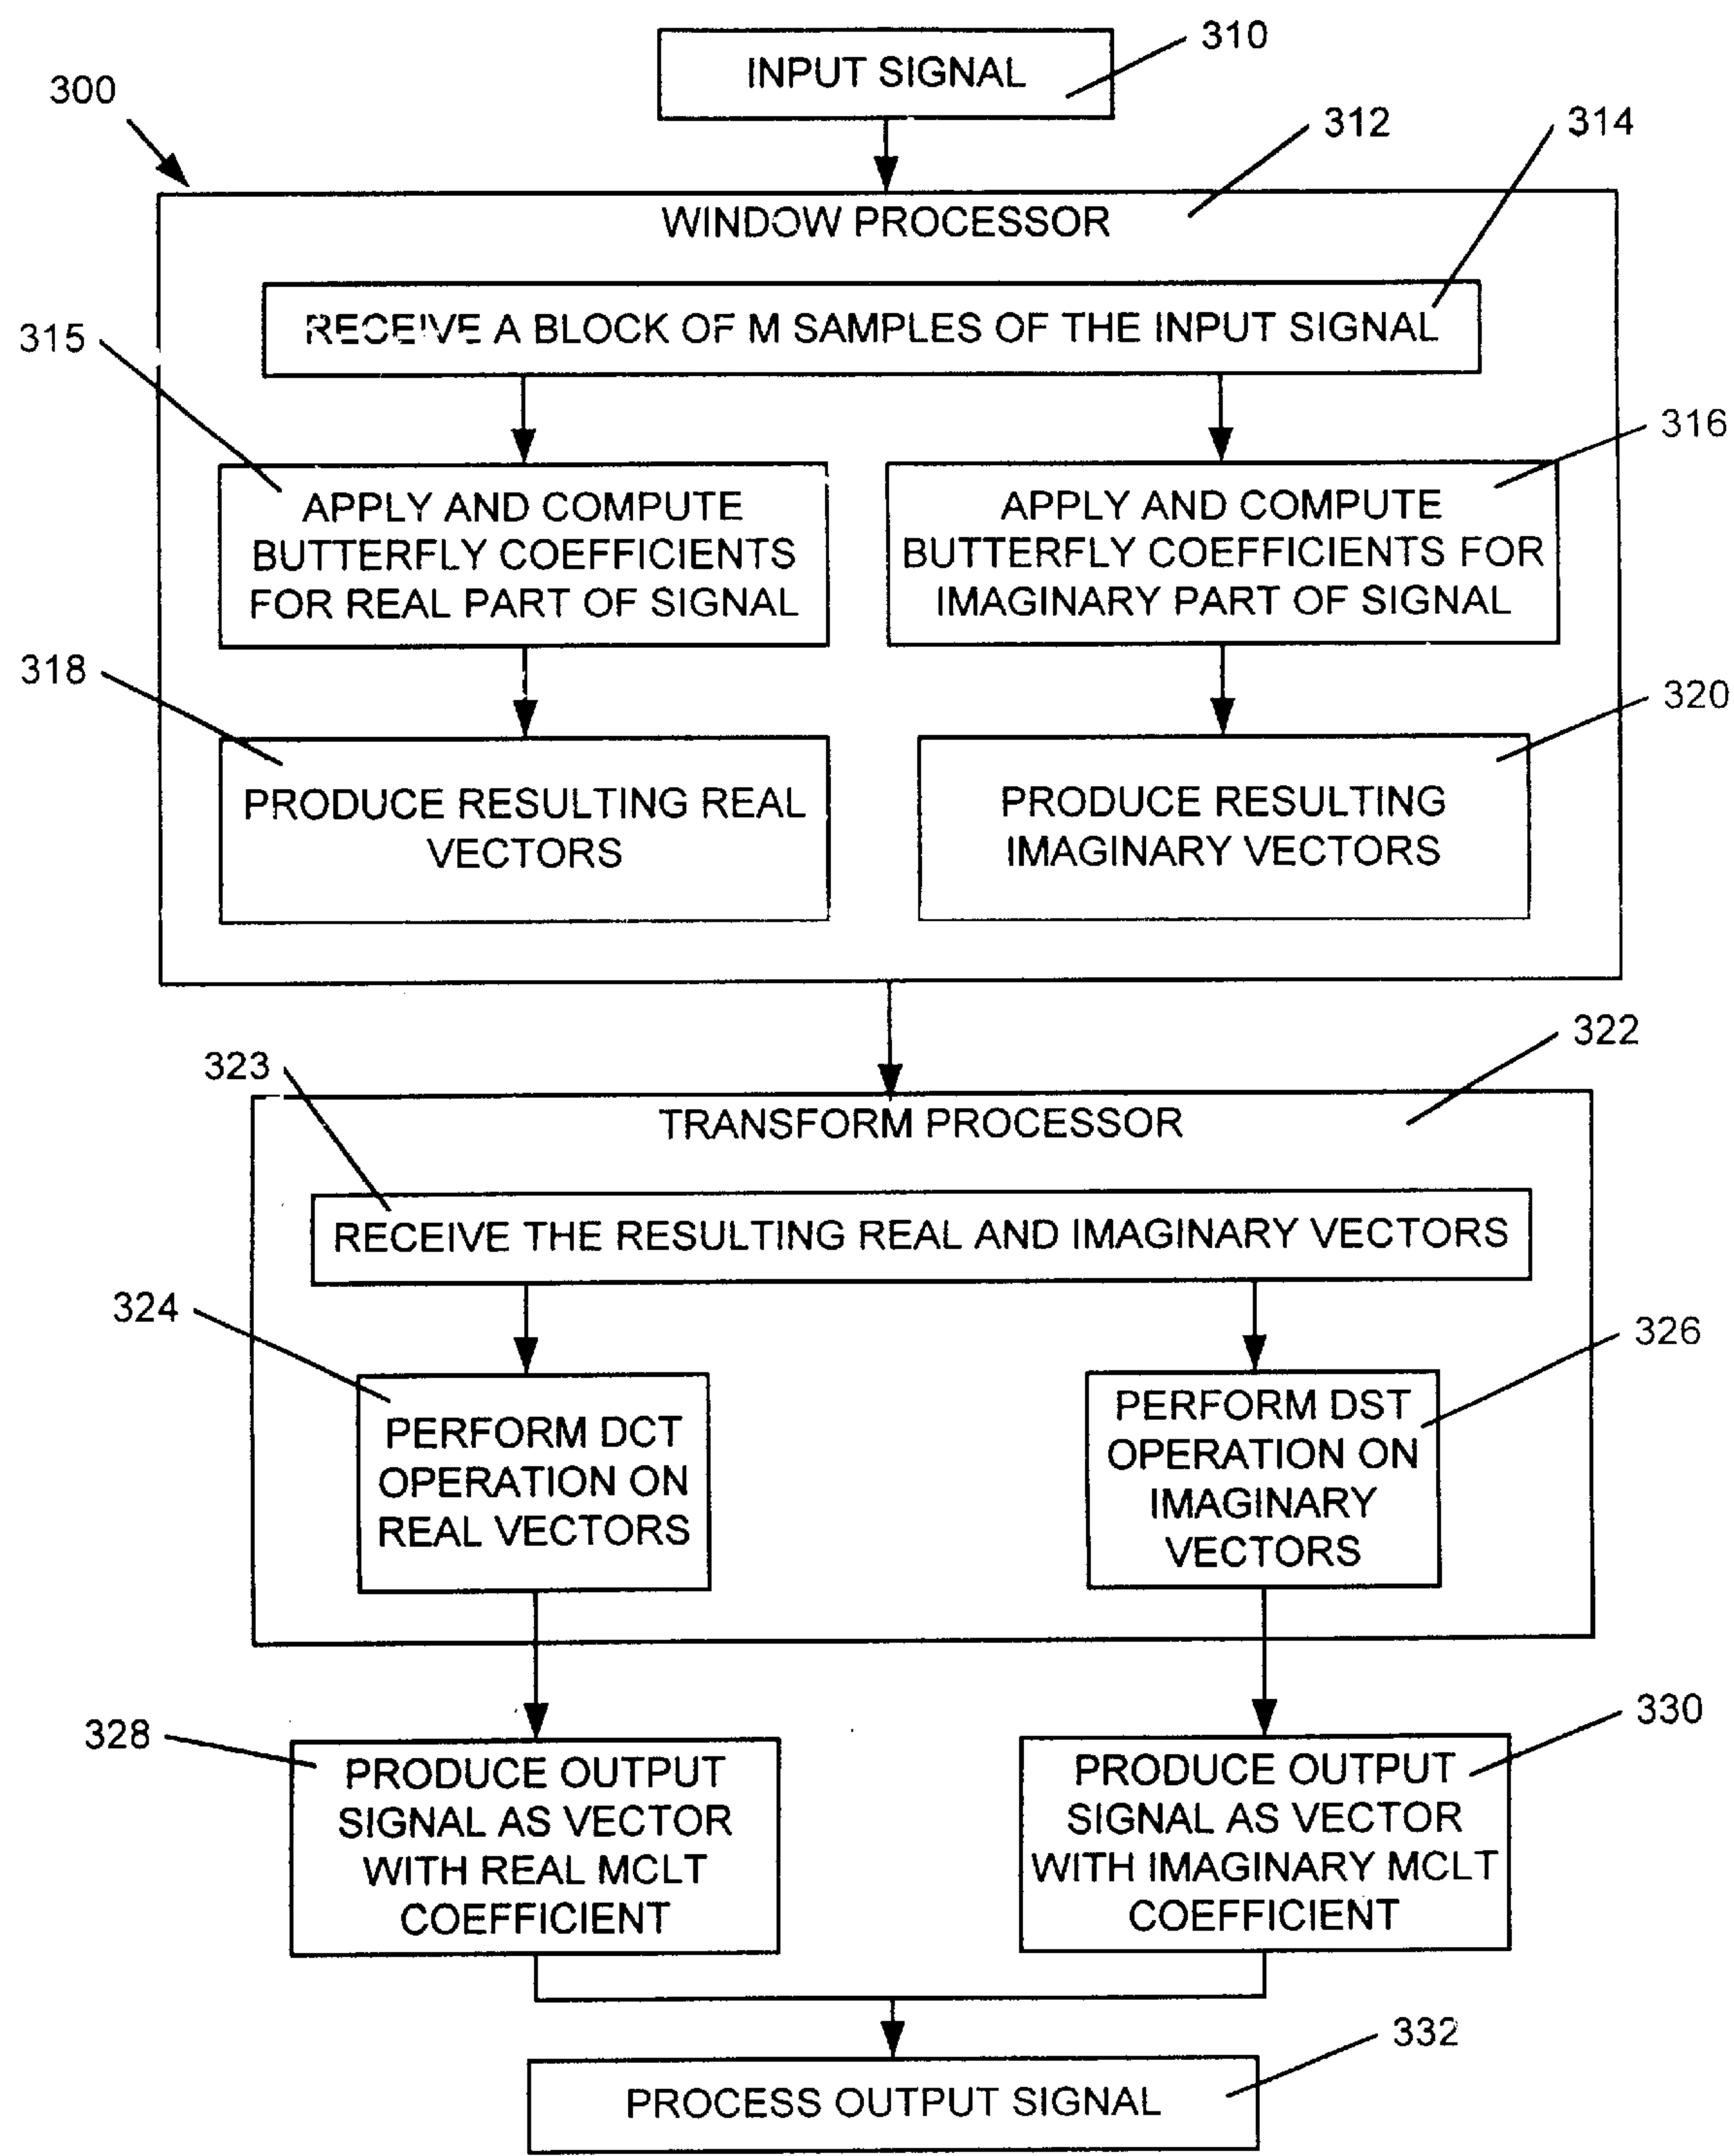 INPUT SIGNAL
310
300
312
314
WINDOW PROCESSOR
RECEIVE A BLOCK OF M SAMPLES OF THE INPUT SIGNAL
315
316
APPLY AND COMPUTE
BUTTERFLY COEFFICIENTS
FOR REAL PART OF SIGNAL
APPLY AND COMPUTE
BUTTERFLY COEFFICIENTS FOR
IMAGINARY PART OF SIGNAL
318
320
PRODUCE RESULTING REAL
VECTORS
PRODUCE RESULTING
IMAGINARY VECTORS
322
323
TRANSFORM PROCESSOR
RECEIVE THE RESULTING REAL AND IMAGINARY VECTORS
324
326
PERFORM DCT
OPERATION ON
REAL VECTORS
PERFORM DST
OPERATION ON
IMAGINARY
VECTORS
328
330
PRODUCE OUTPUT
SIGNAL AS VECTOR
WITH REAL MCLT
COEFFICIENT
PRODUCE OUTPUT
SIGNAL AS VECTOR
WITH IMAGINARY MCLT
COEFFICIENT
332
PROCESS OUTPUT SIGNAL